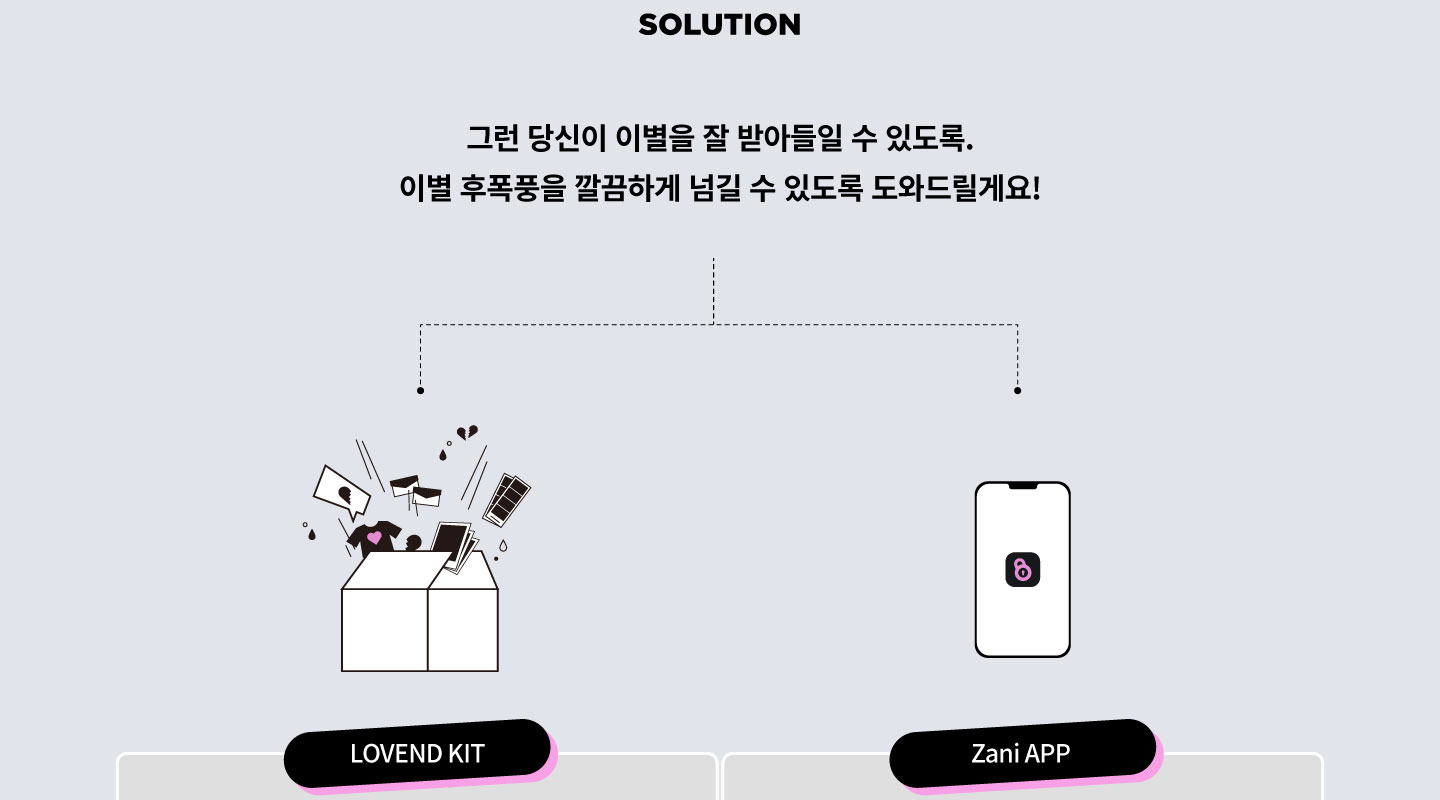 SOLUTION
그런 당신이 이별을 잘 받아들일 수 있도록.
이별 후폭풍을 깔끔하게 넘길 수 있도록 도와드릴게요!
LOVEND KIT
Zani APP